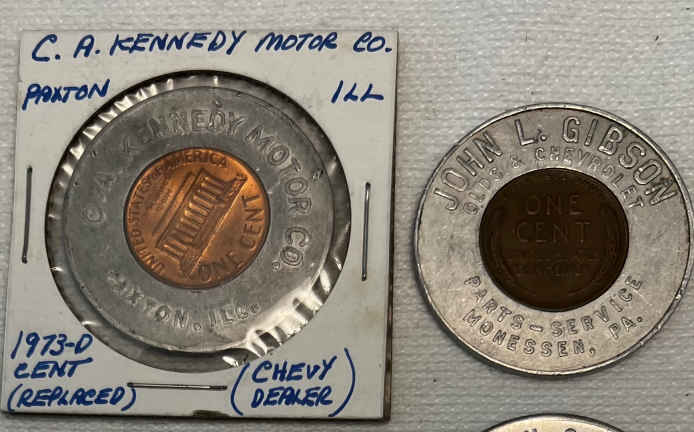 C. A. KENNEDY MOTOR CO.
PAXTON ILL
C. A. KENNEDY MOTOR CO.
PAXTON, ILL.
UNITED STATES OF AMERICA
ONE CENT
1973-D
CENT
(REPLACED)
(CHEVY
DEALER)
JOHN L. GIBSON
OLDS & CHEVROLET
ONE
CENT
PARTS-SERVICE
MONESSEN, PA.